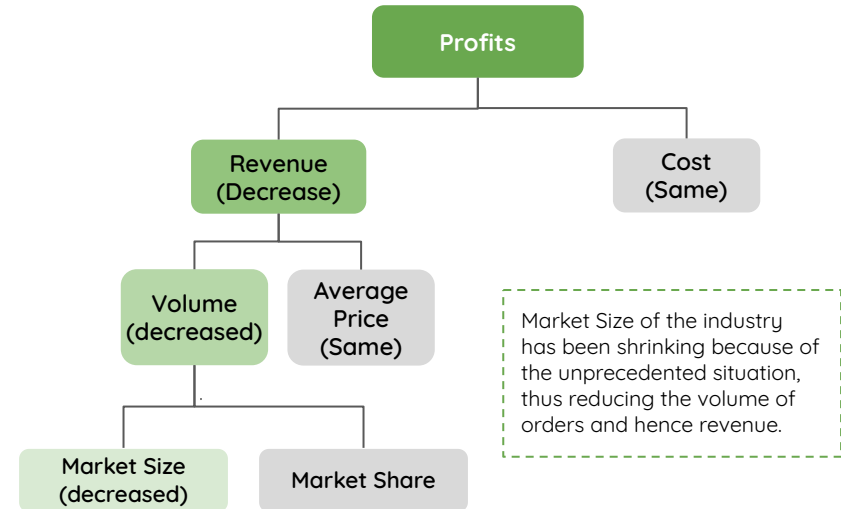 Profits
Revenue
(Decrease)
Cost
(Same)
Volume
(decreased)
Average
Price
(Same)
Market Size of the industry
has been shrinking because of
the unprecedented situation,
thus reducing the volume of
orders and hence revenue.
.
Market Size
(decreased)
Market Share